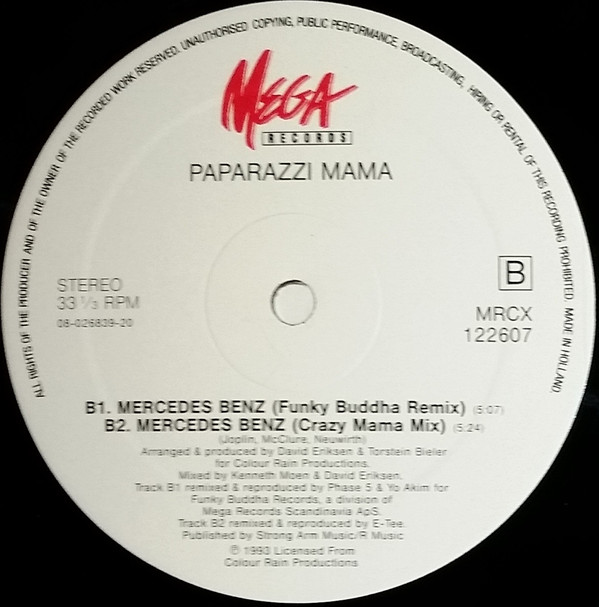 ALL RIGHTS OF THE PRODUCER AND OF THE OWNER OF THE RECORDED WORK RESERVED. UNAUTHORISED COPYING, PUBLIC PERFORMANCE, BROADCASTING, HIRING OR RENTAL OF THIS RECORDING PROHIBITED. MADE IN HOLLAND
MEGA
RECORDS
PAPARAZZI MAMA
STEREO
33 ⅓ RPM
08-026839-20
B
MRCX
122607
B1. MERCEDES BENZ (Funky Buddha Remix) (5:07)
B2. MERCEDES BENZ (Crazy Mama Mix) (5:24)
(Joplin, McClure, Neuwirth)
Arranged & produced by David Eriksen & Torstein Bieler
for Colour Rain Productions.
Mixed by Kenneth Moen & David Eriksen.
Track B1 remixed & reproduced by Phase 5 & Yo Akim for
Funky Buddha Records, a division of
Mega Records Scandinavia ApS.
Track B2 remixed & reproduced by E-Tee.
Published by Strong Arm Music/R Music
℗ 1993 Licensed From
Colour Rain Productions